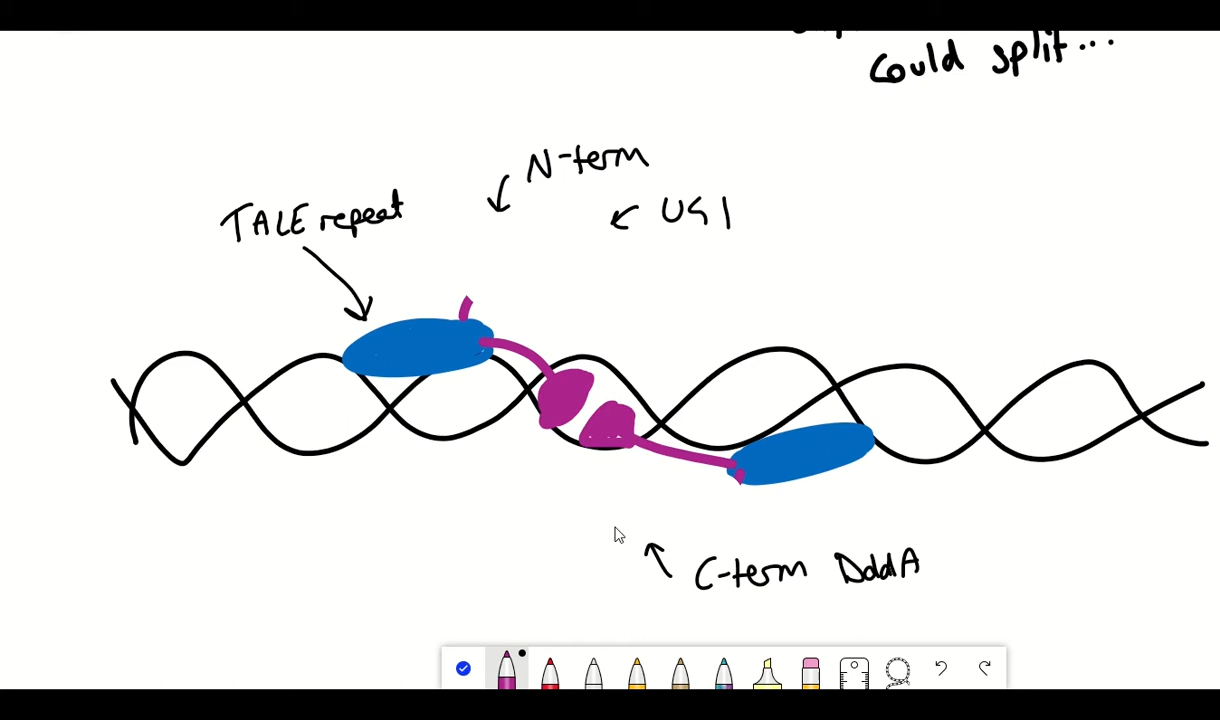 could split...
N-term
UGI
TALE repeat
C-term DddA